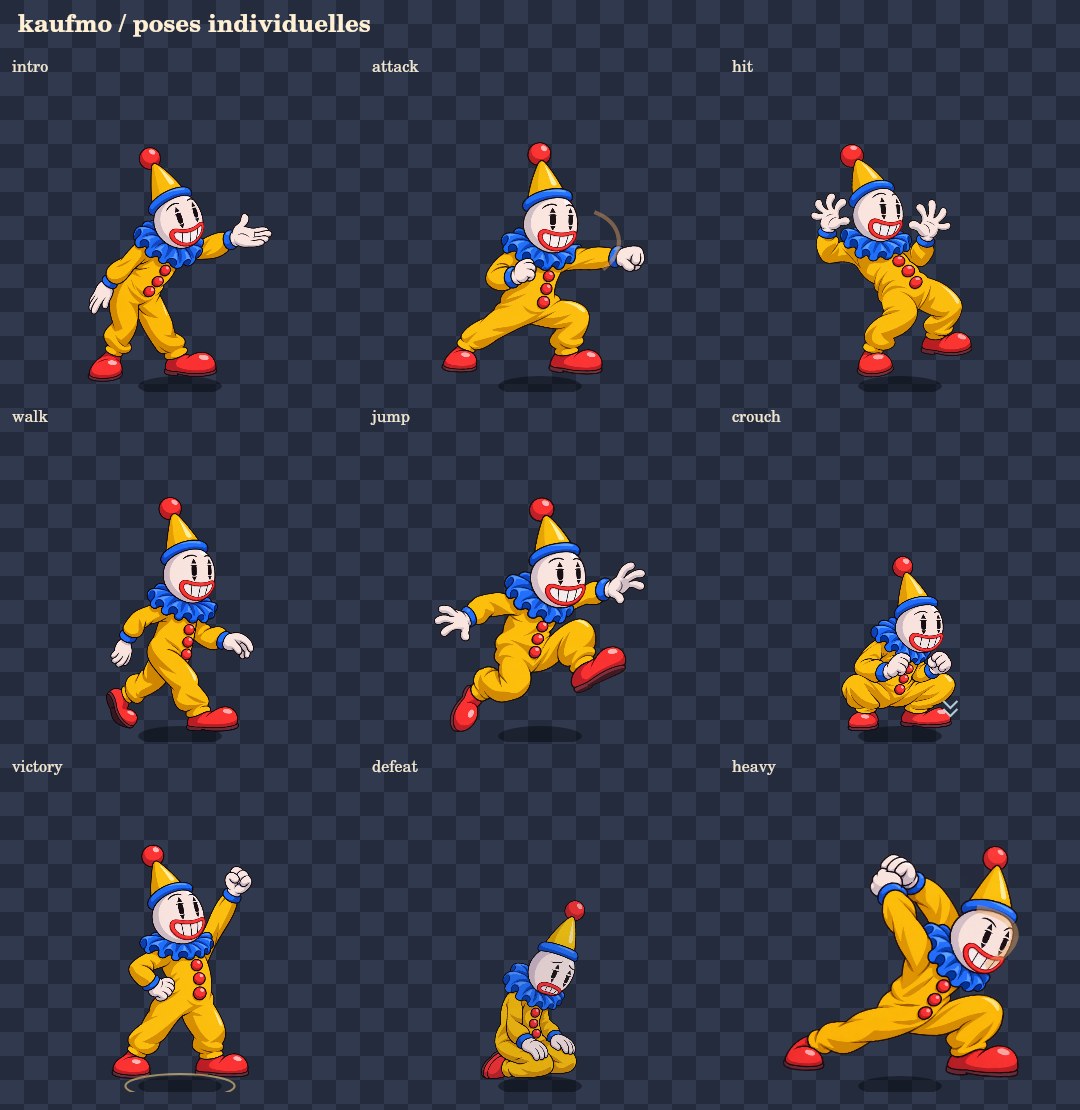 kaufmo / poses individuelles
intro
attack
hit
walk
jump
crouch
victory
defeat
heavy